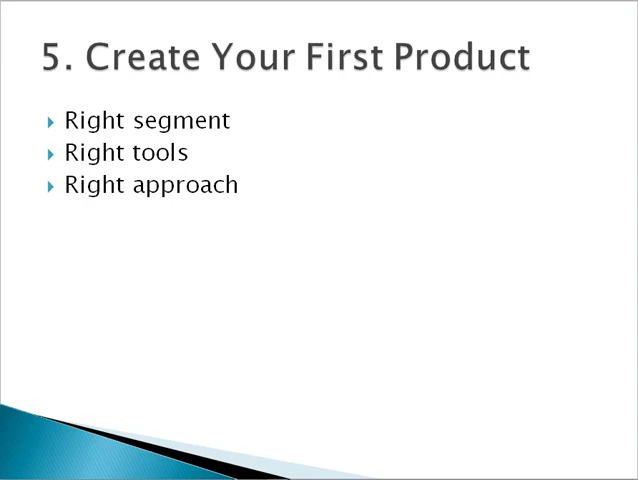 5. Create Your First Product
Right segment
Right tools
Right approach